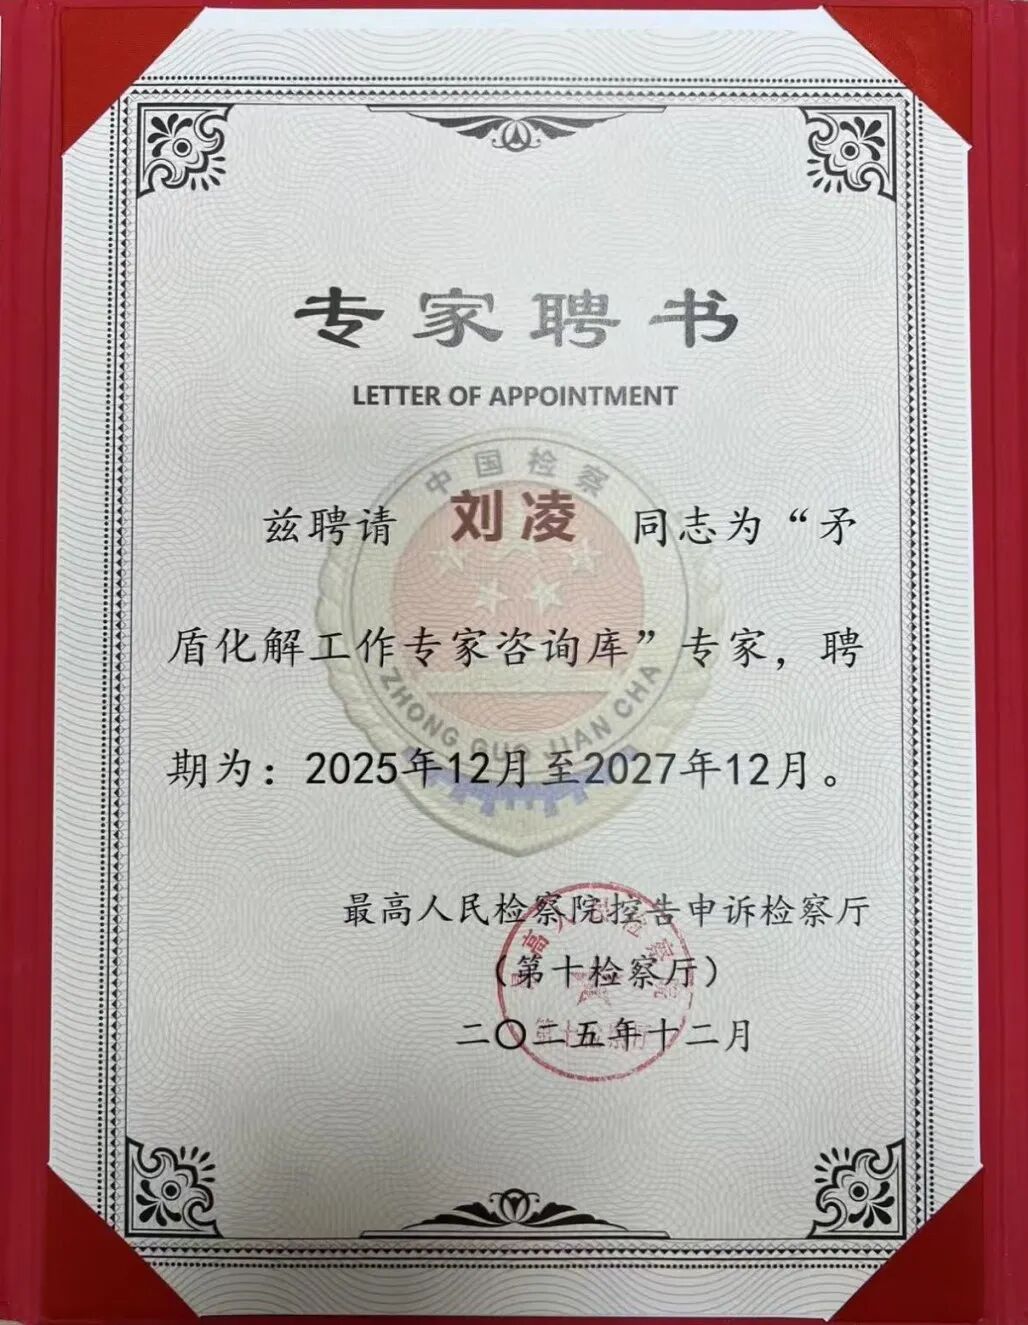 专家聘书
LETTER OF APPOINTMENT
中国检察
兹聘请 刘凌 同志为“矛
盾化解工作专家咨询库”专家，聘
ZHONG GUO JIAN CHA
期为：2025年12月至2027年12月。
最高人民检察院控告申诉检察厅
（第十检察厅）
二〇二五年十二月